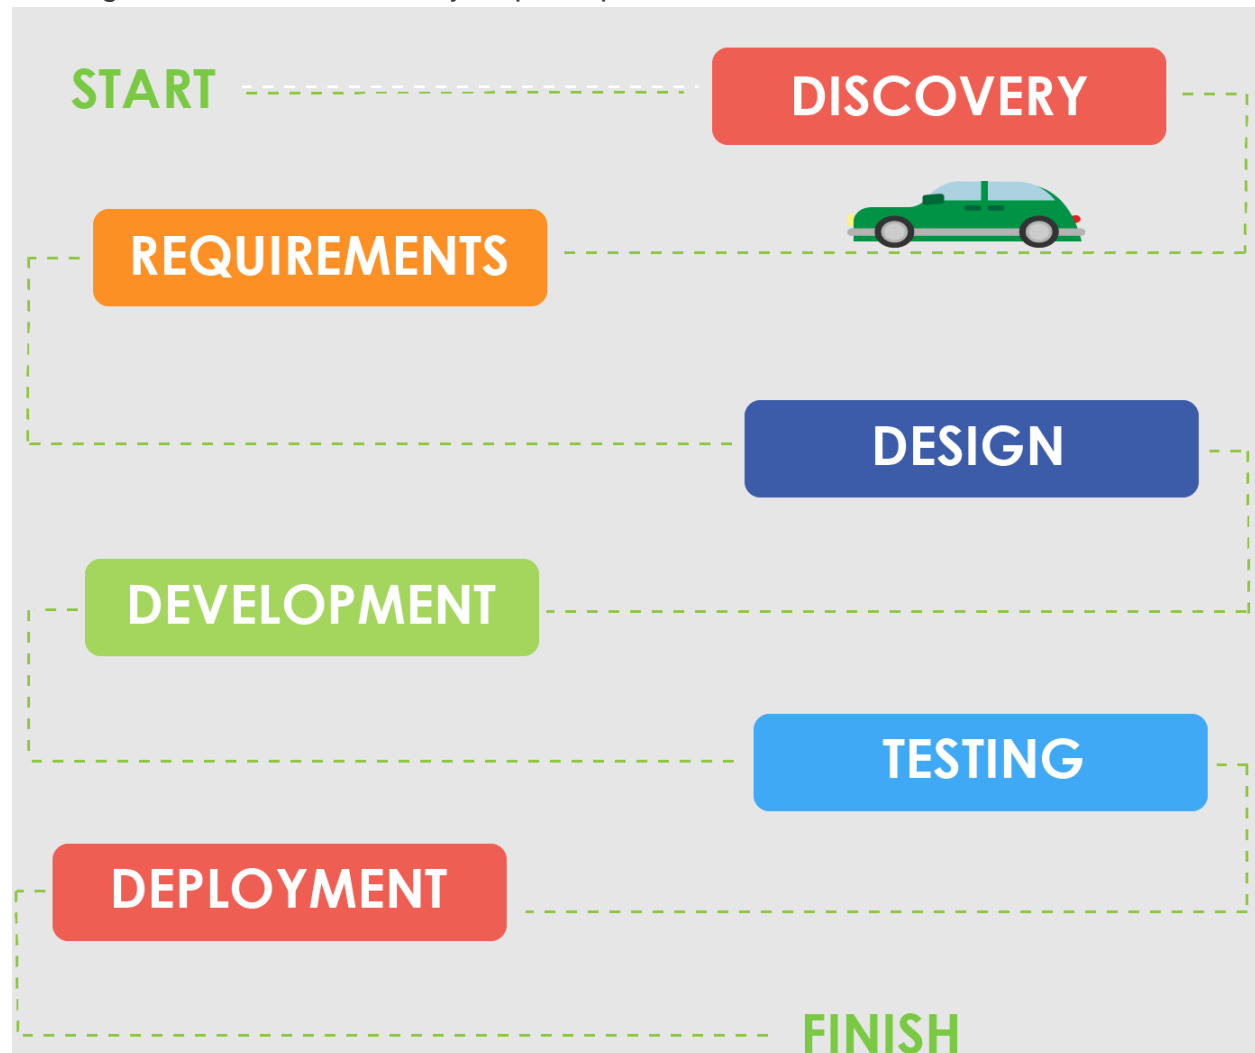 START
DISCOVERY
REQUIREMENTS
DESIGN
DEVELOPMENT
TESTING
DEPLOYMENT
FINISH